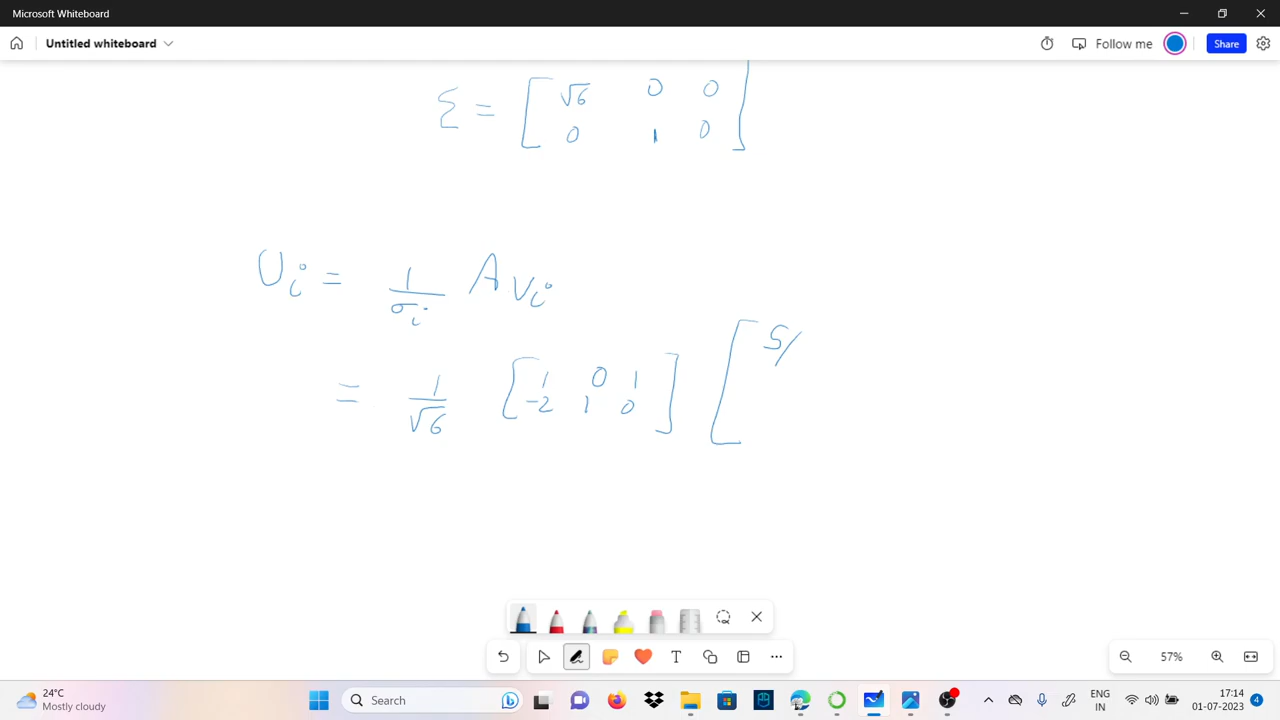 Microsoft Whiteboard
Untitled whiteboard
Follow me
Share
Σ = [ √6 0 0
0 1 0 ]
Ui = 1/σi A vi
= 1/√6 [ 1 0 1
-2 1 0 ] [ 5/
T
57%
24°C
Mostly cloudy
Search
ENG
IN
17:14
01-07-2023
4